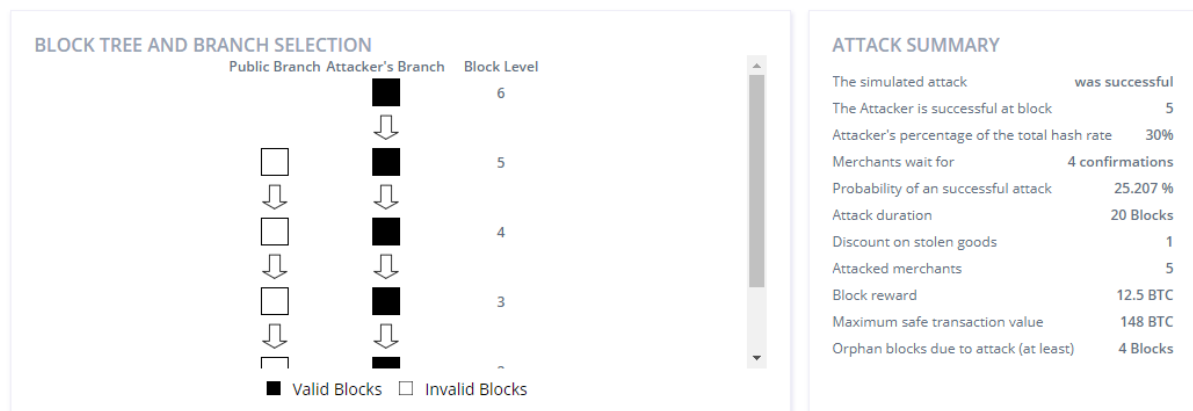 BLOCK TREE AND BRANCH SELECTION
Public Branch Attacker's Branch Block Level
6
5
4
3
Valid Blocks Invalid Blocks
ATTACK SUMMARY
The simulated attack was successful
The Attacker is successful at block 5
Attacker's percentage of the total hash rate 30%
Merchants wait for 4 confirmations
Probability of an successful attack 25.207 %
Attack duration 20 Blocks
Discount on stolen goods 1
Attacked merchants 5
Block reward 12.5 BTC
Maximum safe transaction value 148 BTC
Orphan blocks due to attack (at least) 4 Blocks